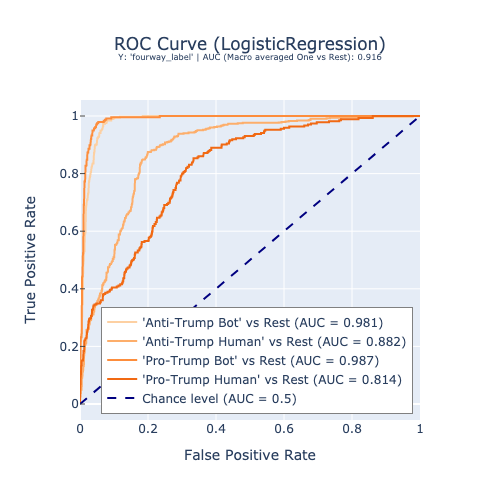 ROC Curve (LogisticRegression)
Y: 'fourway_label' | AUC (Macro averaged One vs Rest): 0.916
1
0.8
0.6
0.4
0.2
0
True Positive Rate
'Anti-Trump Bot' vs Rest (AUC = 0.981)
'Anti-Trump Human' vs Rest (AUC = 0.882)
'Pro-Trump Bot' vs Rest (AUC = 0.987)
'Pro-Trump Human' vs Rest (AUC = 0.814)
Chance level (AUC = 0.5)
0 0.2 0.4 0.6 0.8 1
False Positive Rate